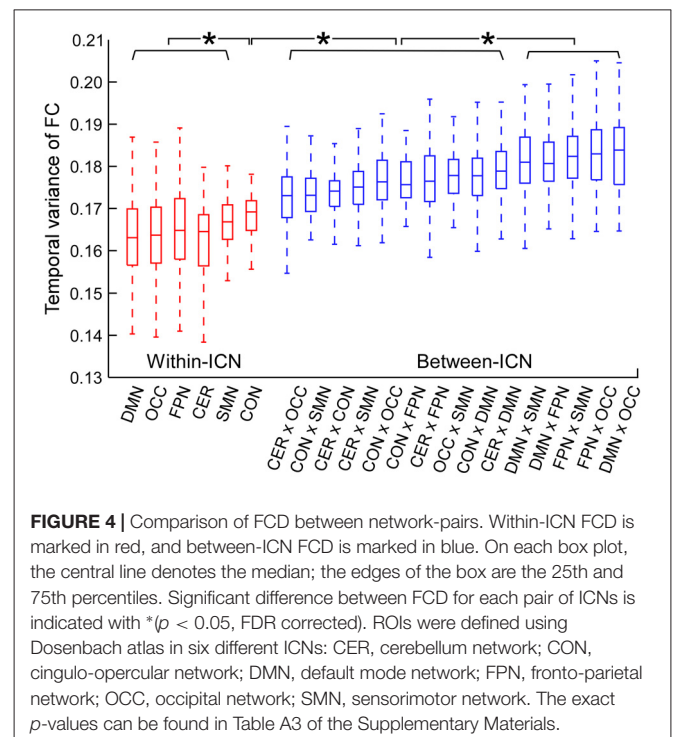 0.21
0.20
0.19
0.18
0.17
0.16
0.15
0.14
0.13
Temporal variance of FC
*
*
*
Within-ICN
Between-ICN
DMN
OCC
FPN
CER
SMN
CON
CER x OCC
CON x SMN
CER x CON
CER x SMN
CON x OCC
CON x FPN
CER x FPN
OCC x SMN
CON x DMN
CER x DMN
DMN x SMN
DMN x FPN
FPN x SMN
FPN x OCC
DMN x OCC
FIGURE 4 | Comparison of FCD between network-pairs. Within-ICN FCD is
marked in red, and between-ICN FCD is marked in blue. On each box plot,
the central line denotes the median; the edges of the box are the 25th and
75th percentiles. Significant difference between FCD for each pair of ICNs is
indicated with *(p < 0.05, FDR corrected). ROIs were defined using
Dosenbach atlas in six different ICNs: CER, cerebellum network; CON,
cingulo-opercular network; DMN, default mode network; FPN, fronto-parietal
network; OCC, occipital network; SMN, sensorimotor network. The exact
p-values can be found in Table A3 of the Supplementary Materials.